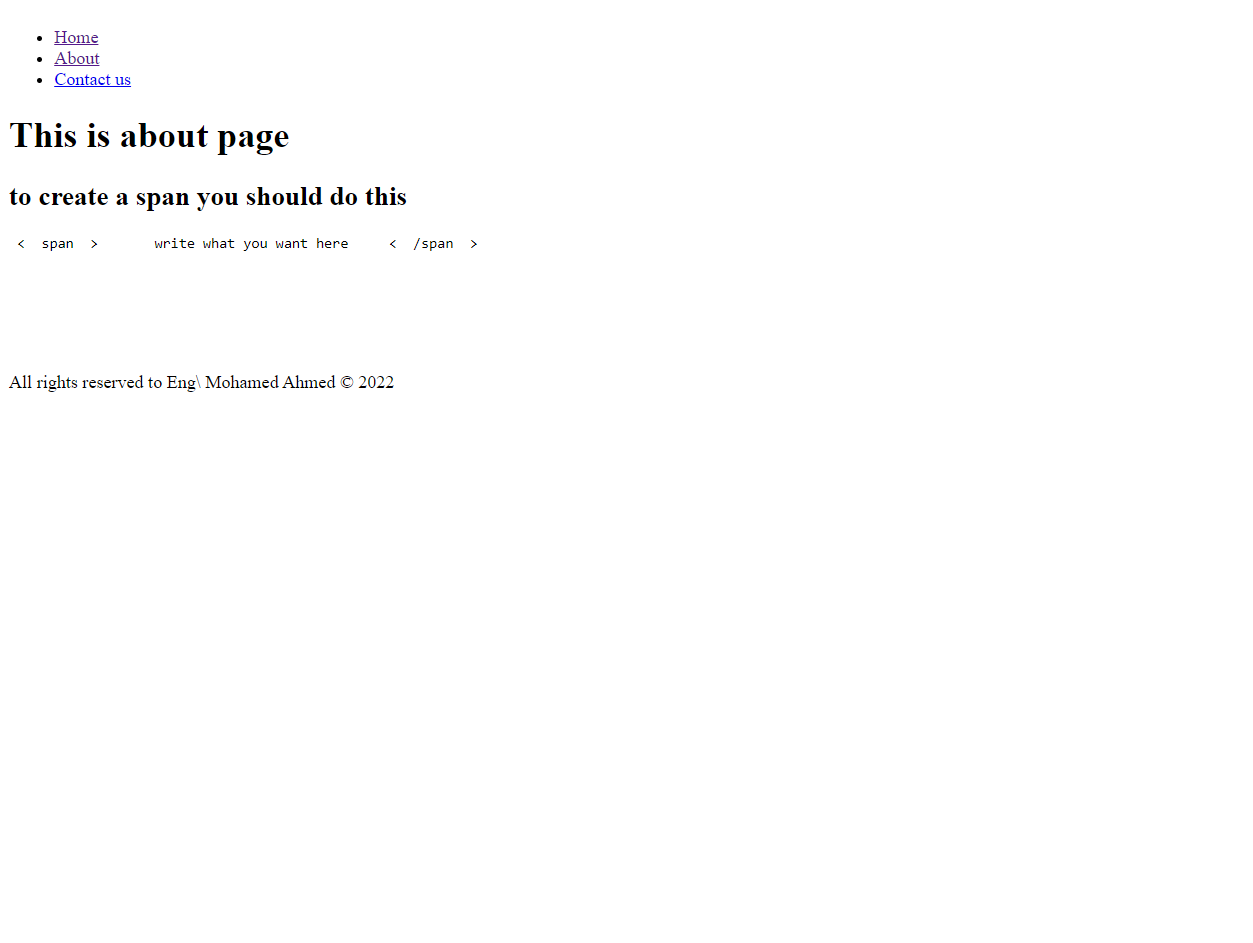 Home
About
Contact us
This is about page
to create a span you should do this
<  span  >       write what you want here     <  /span  >
All rights reserved to Eng\ Mohamed Ahmed © 2022